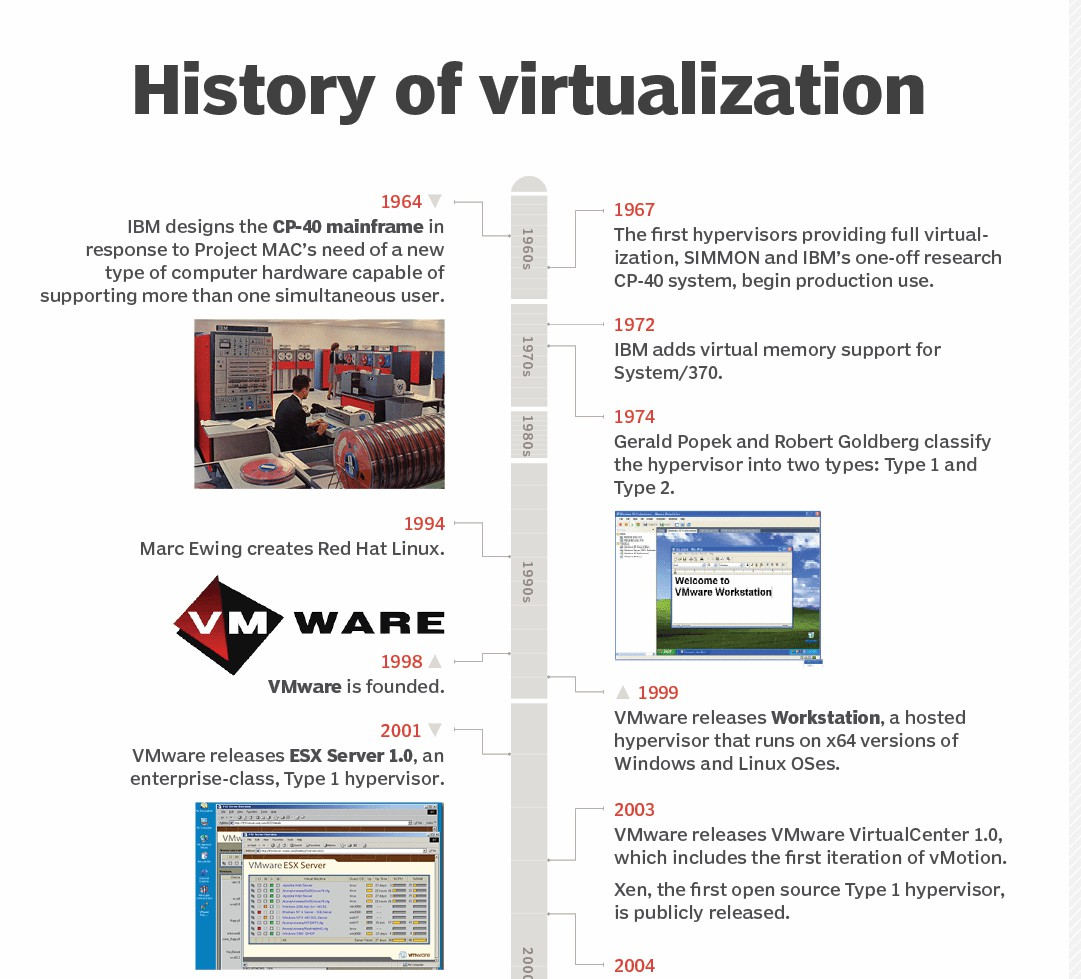 History of virtualization
1964
IBM designs the CP-40 mainframe in
response to Project MAC's need of a new
type of computer hardware capable of
supporting more than one simultaneous user.
1960s
1967
The first hypervisors providing full virtual-
ization, SIMMON and IBM's one-off research
CP-40 system, begin production use.
1970s
1972
IBM adds virtual memory support for
System/370.
1974
Gerald Popek and Robert Goldberg classify
the hypervisor into two types: Type 1 and
Type 2.
1980s
IBM
Welcome to
VMware Workstation
1994
Marc Ewing creates Red Hat Linux.
1990s
VMWARE
1998
VMware is founded.
1999
VMware releases Workstation, a hosted
hypervisor that runs on x64 versions of
Windows and Linux OSes.
2001
VMware releases ESX Server 1.0, an
enterprise-class, Type 1 hypervisor.
VMware ESX Server
vmware
2003
VMware releases VMware VirtualCenter 1.0,
which includes the first iteration of vMotion.
Xen, the first open source Type 1 hypervisor,
is publicly released.
2004